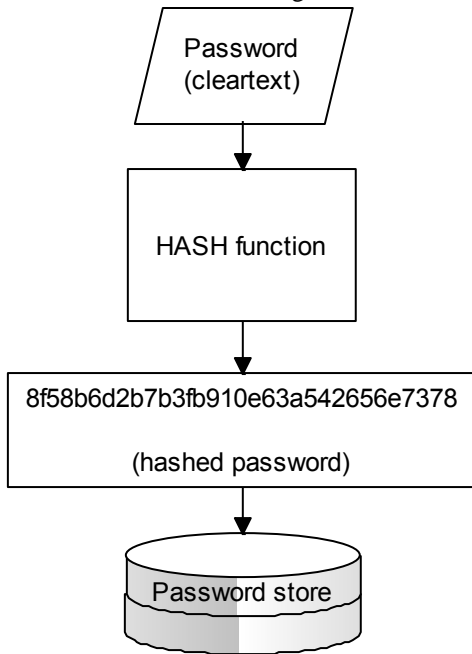 Password
(cleartext)
HASH function
8f58b6d2b7b3fb910e63a542656e7378
(hashed password)
Password store